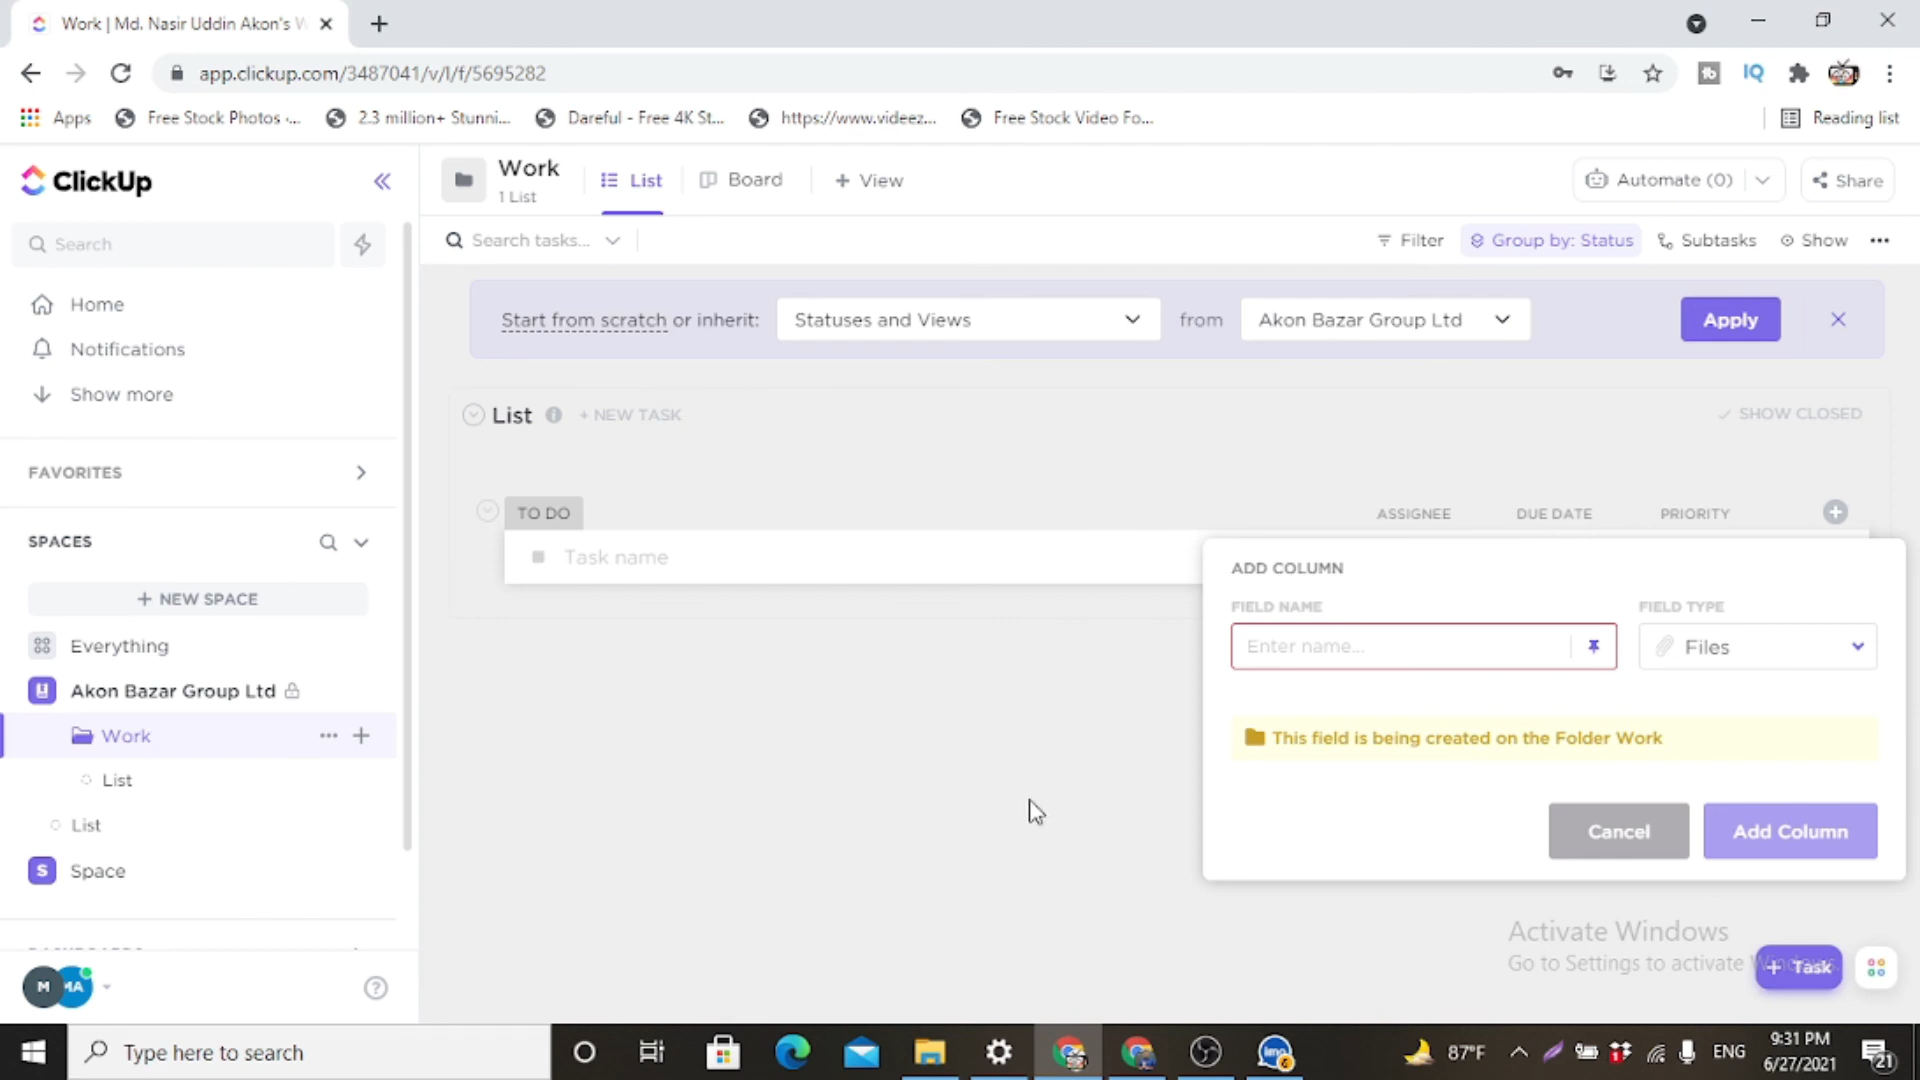 Work | Md. Nasir Uddin Akon's W
app.clickup.com/3487041/v/l/f/5695282
Apps
Free Stock Photos -...
2.3 million+ Stunni...
Dareful - Free 4K St...
https://www.videez...
Free Stock Video Fo...
Reading list
ClickUp
Work
1 List
List
Board
+ View
Automate (0)
Share
Search
Search tasks...
Filter
Group by: Status
Subtasks
Show
Home
Notifications
Show more
Start from scratch or inherit:
Statuses and Views
from
Akon Bazar Group Ltd
Apply
List
+ NEW TASK
SHOW CLOSED
FAVORITES
TO DO
ASSIGNEE
DUE DATE
PRIORITY
SPACES
Task name
+ NEW SPACE
Everything
Akon Bazar Group Ltd
Work
List
List
S
Space
ADD COLUMN
FIELD NAME
FIELD TYPE
Enter name...
Files
This field is being created on the Folder Work
Cancel
Add Column
Activate Windows
Go to Settings to activate
+ Task
M
MA
?
Type here to search
imo
87°F
ENG
9:31 PM
6/27/2021
21
IQ